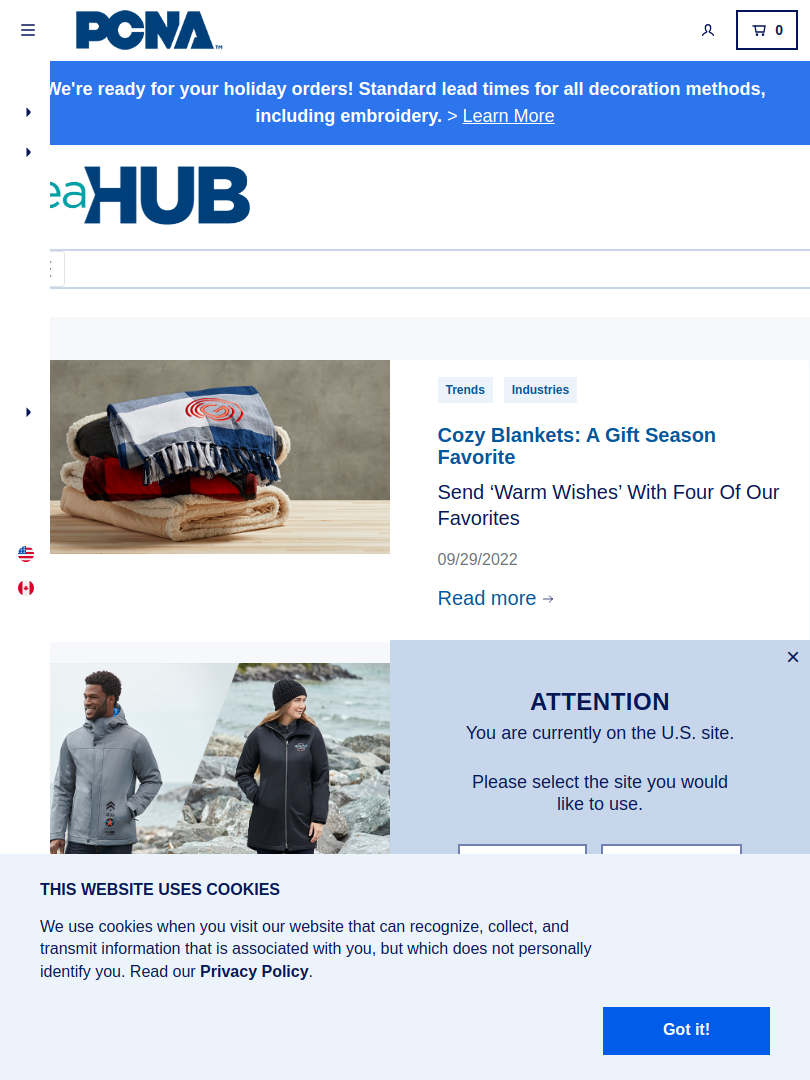 PCNA™
0
We're ready for your holiday orders! Standard lead times for all decoration methods,
including embroidery. > Learn More
eaHUB
Trends
Industries
Cozy Blankets: A Gift Season
Favorite
Send ‘Warm Wishes’ With Four Of Our
Favorites
09/29/2022
Read more
ATTENTION
You are currently on the U.S. site.
Please select the site you would
like to use.
THIS WEBSITE USES COOKIES
We use cookies when you visit our website that can recognize, collect, and
transmit information that is associated with you, but which does not personally
identify you. Read our Privacy Policy.
Got it!